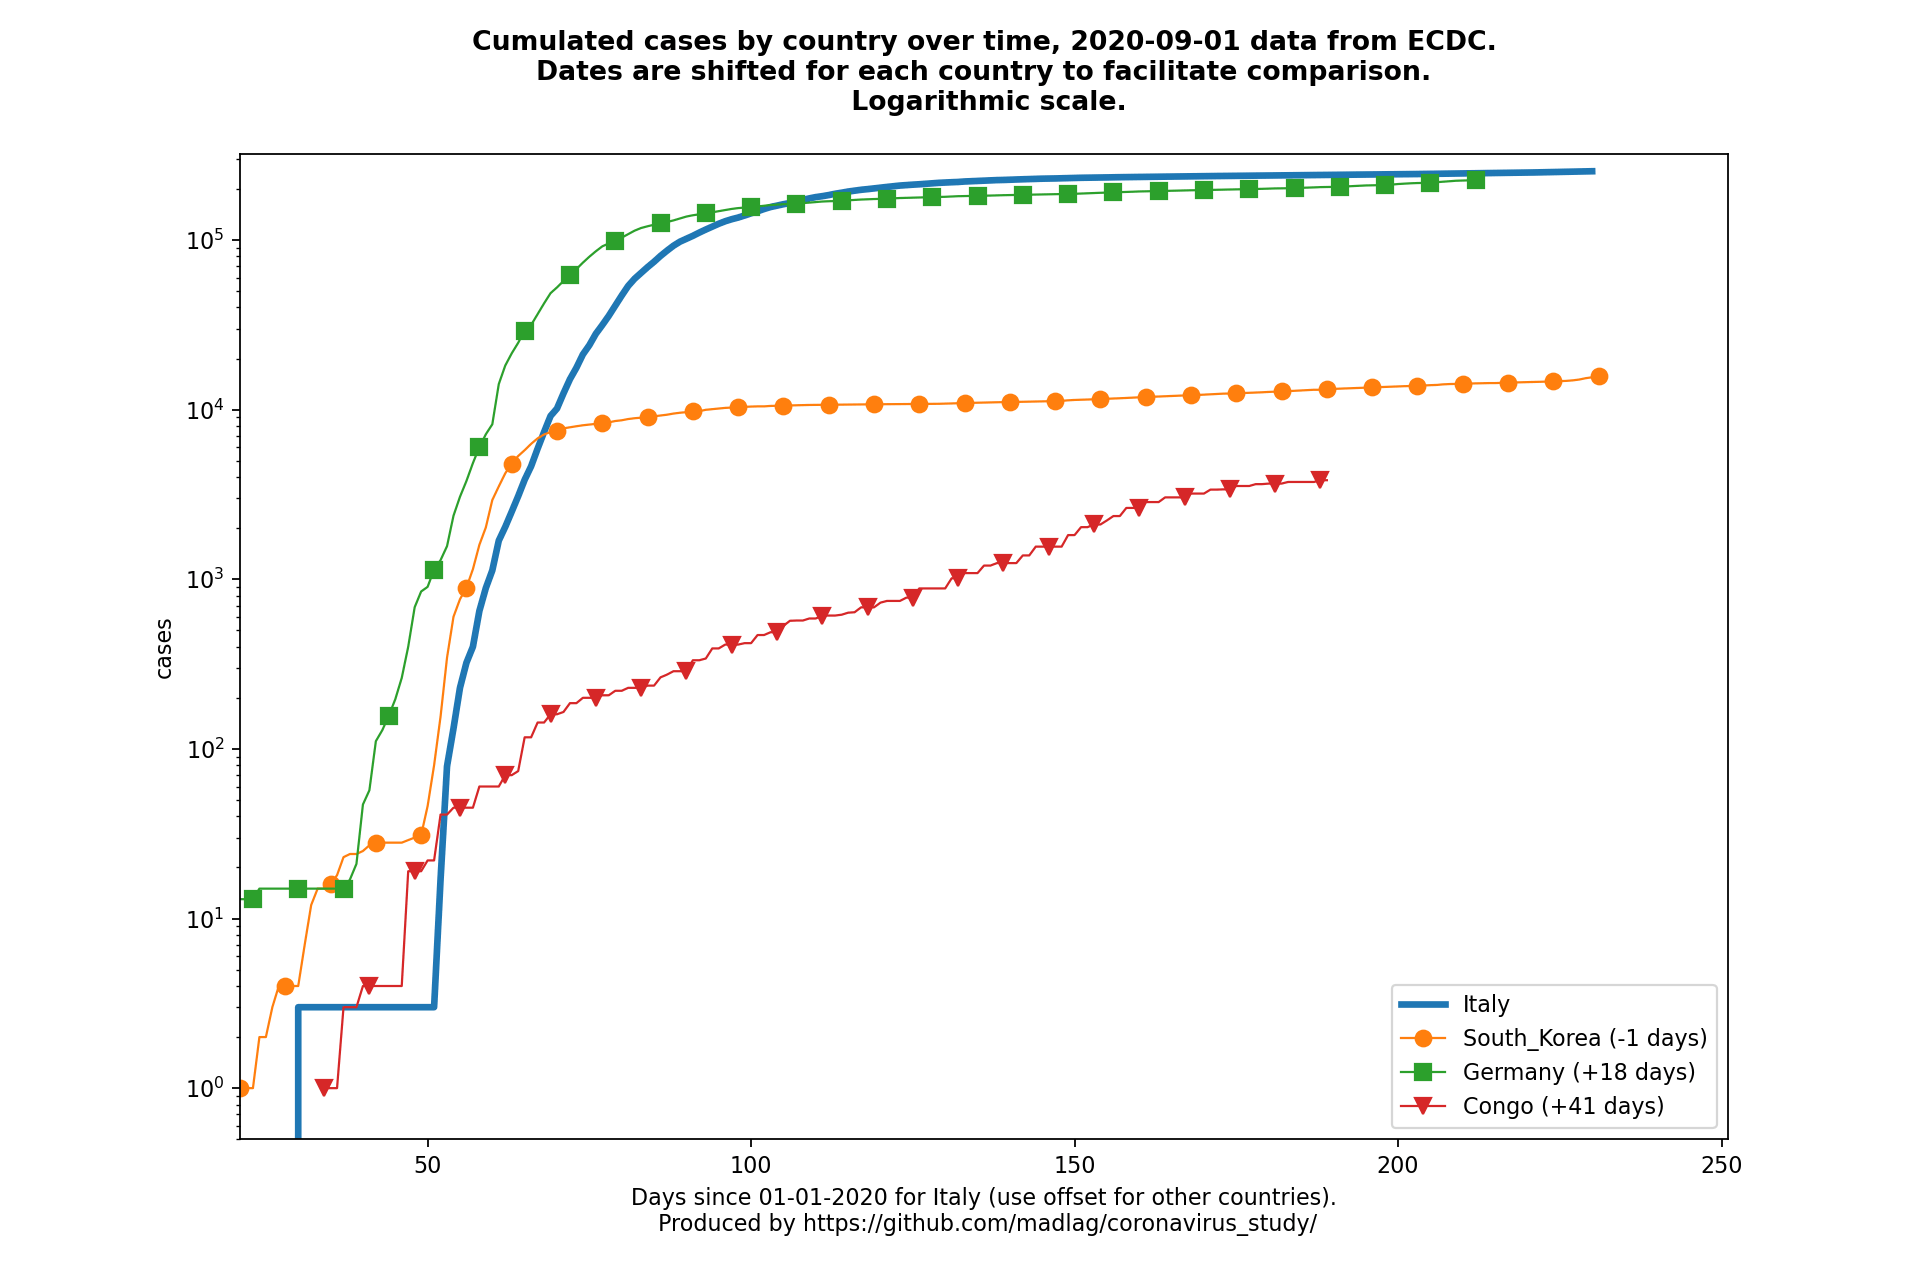 Cumulated cases by country over time, 2020-09-01 data from ECDC.
Dates are shifted for each country to facilitate comparison.
Logarithmic scale.
10⁵
10⁴
10³
10²
10¹
10⁰
cases
50
100
150
200
250
Italy
South_Korea (-1 days)
Germany (+18 days)
Congo (+41 days)
Days since 01-01-2020 for Italy (use offset for other countries).
Produced by https://github.com/madlag/coronavirus_study/